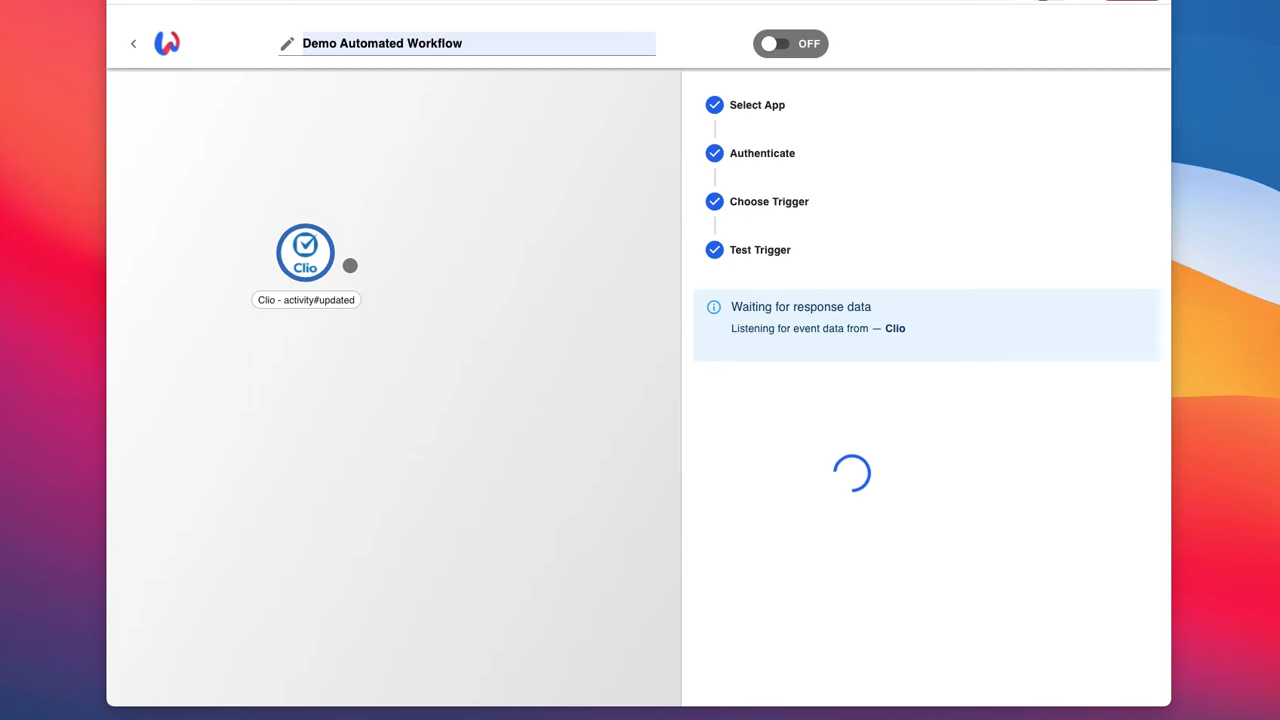 Demo Automated Workflow
OFF
Select App
Authenticate
Choose Trigger
Test Trigger
Clio
Clio - activity#updated
Waiting for response data
Listening for event data from — Clio